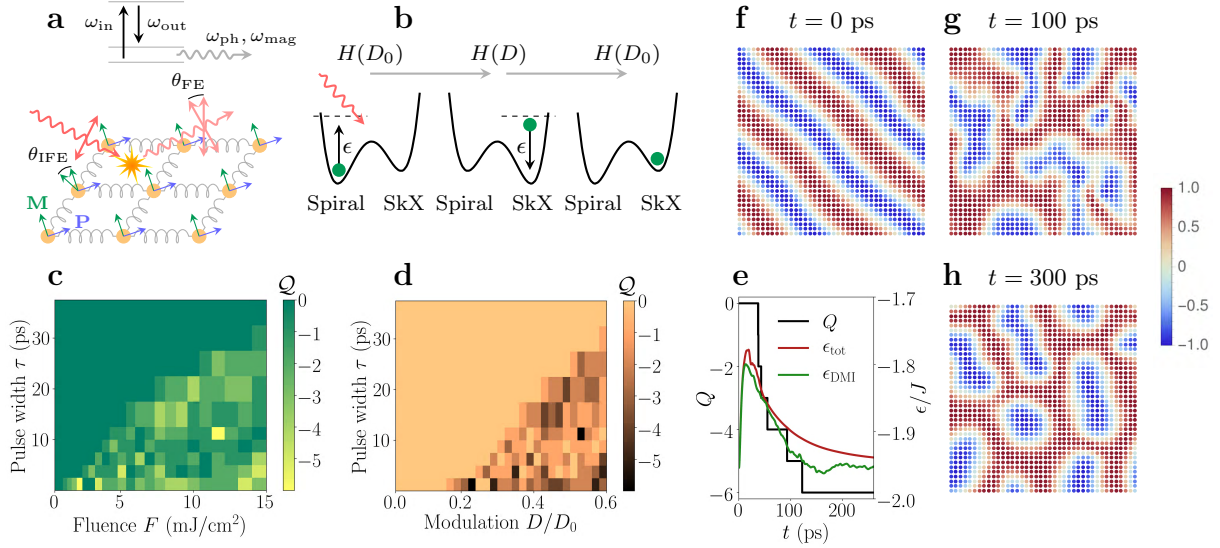 a
ω_in
ω_out
ω_ph, ω_mag
θ_FE
θ_IFE
M
P
b
H(D_0)
H(D)
H(D_0)
ϵ
ϵ
Spiral SkX
Spiral SkX
Spiral SkX
c
Q
Pulse width τ (ps)
30
20
10
0 5 10 15
Fluence F (mJ/cm²)
0
−1
−2
−3
−4
−5
d
Q
Pulse width τ (ps)
30
20
10
0.0 0.2 0.4 0.6
Modulation D/D_0
0
−1
−2
−3
−4
−5
e
Q
0
−2
−4
−6
0 100 200
t (ps)
Q
ϵ_tot
ϵ_DMI
−1.7
−1.8
−1.9
−2.0
ϵ/J
f t = 0 ps
g t = 100 ps
h t = 300 ps
1.0
0.5
0
−0.5
−1.0